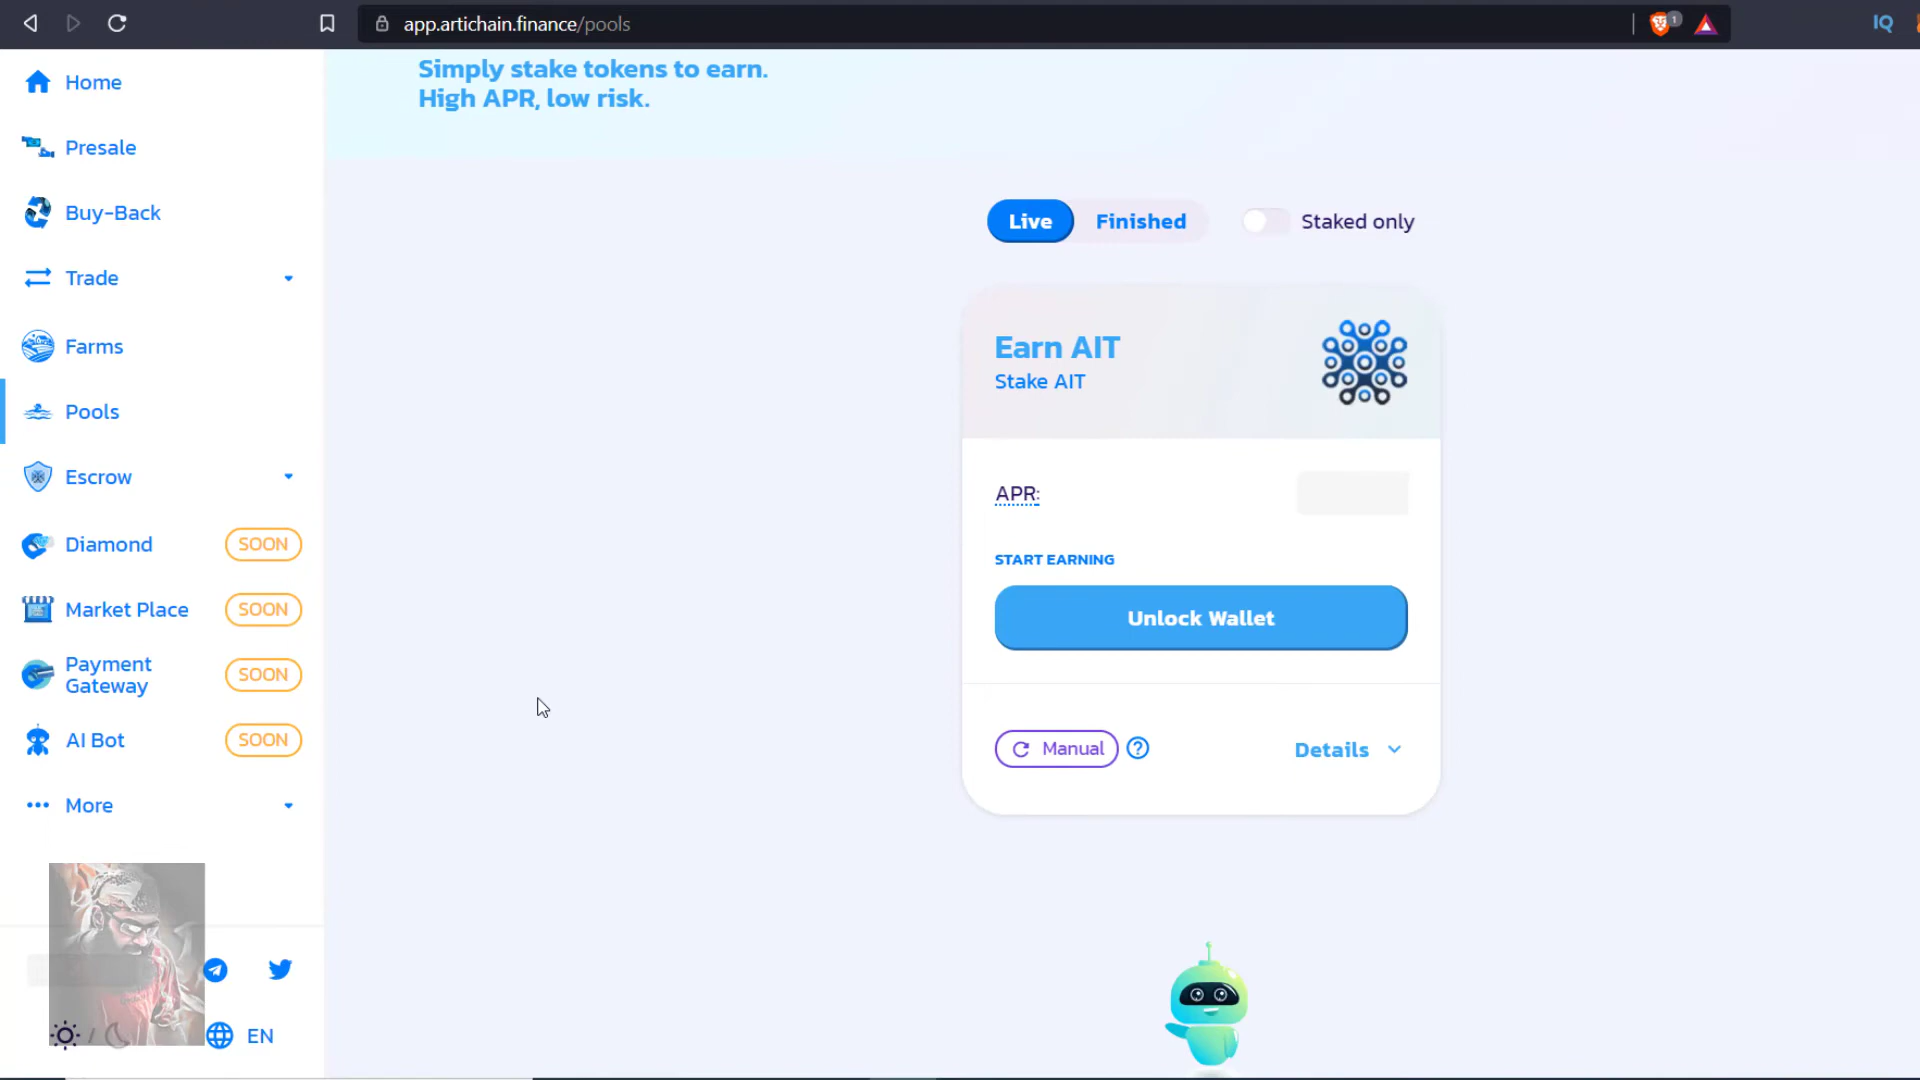 app.artichain.finance/pools
1
IQ
Home
Presale
Buy-Back
Trade
Farms
Pools
Escrow
Diamond SOON
Market Place SOON
Payment
Gateway
SOON
AI Bot SOON
More
EN
Simply stake tokens to earn.
High APR, low risk.
Live Finished Staked only
Earn AIT
Stake AIT
APR:
START EARNING
Unlock Wallet
Manual Details